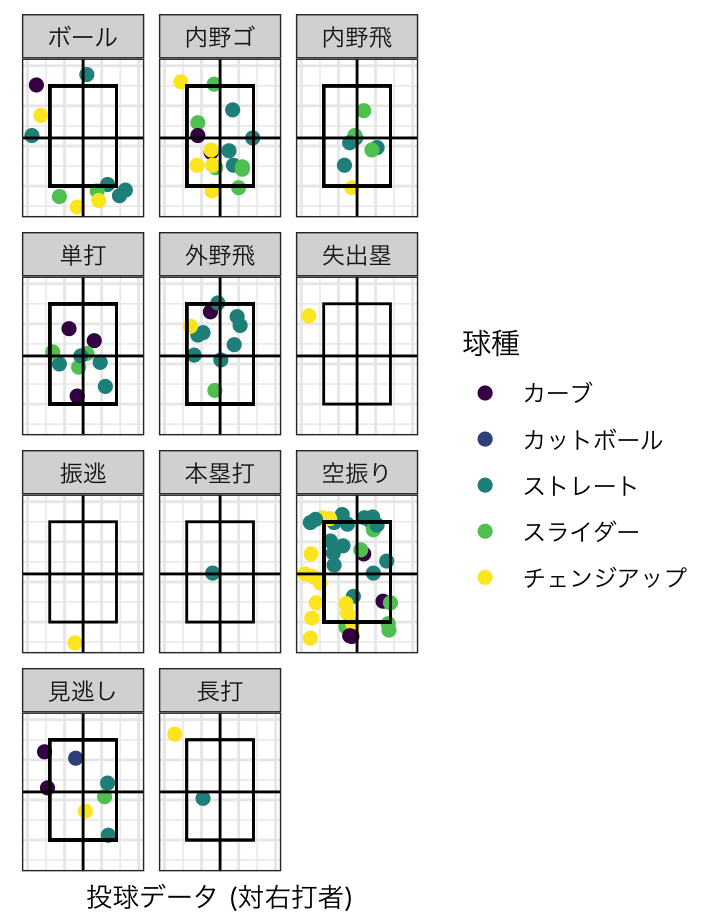 ボール
内野ゴ
内野飛
単打
外野飛
失出塁
振逃
本塁打
空振り
見逃し
長打
球種
カーブ
カットボール
ストレート
スライダー
チェンジアップ
投球データ (対右打者)